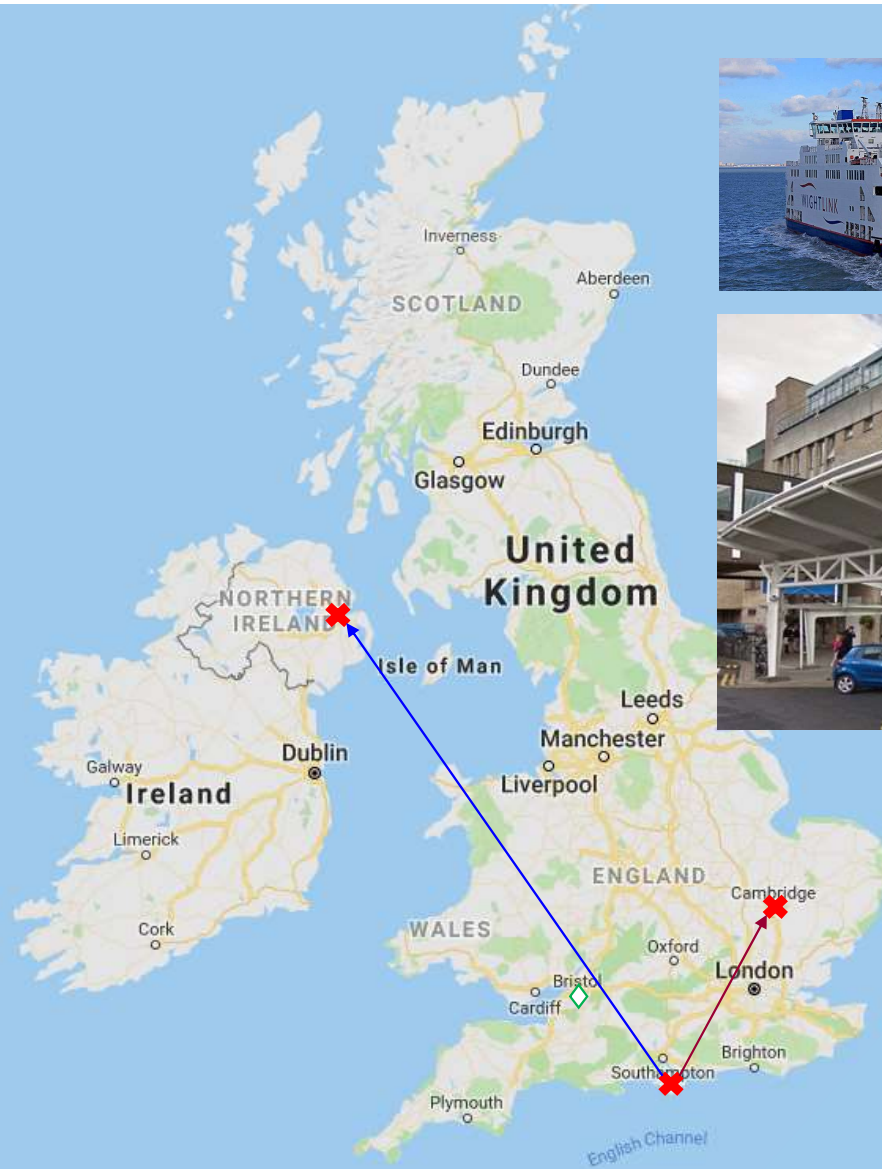 WIGHTLINK
Inverness
Aberdeen
SCOTLAND
Dundee
Edinburgh
Glasgow
United
Kingdom
NORTHERN
IRELAND
Isle of Man
Leeds
Manchester
Liverpool
Dublin
Galway
Ireland
Limerick
Cork
ENGLAND
Cambridge
WALES
Oxford
London
Bristol
Cardiff
Brighton
Southampton
Plymouth
English Channel